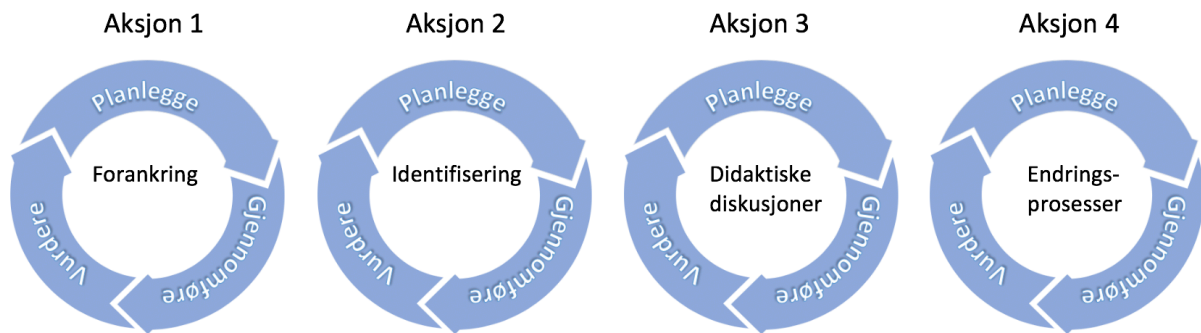 Aksjon 1
Planlegge
Forankring
Gjennomføre
Vurdere
Aksjon 2
Planlegge
Identifisering
Gjennomføre
Vurdere
Aksjon 3
Planlegge
Didaktiske
diskusjoner
Gjennomføre
Vurdere
Aksjon 4
Planlegge
Endrings-
prosesser
Gjennomføre
Vurdere